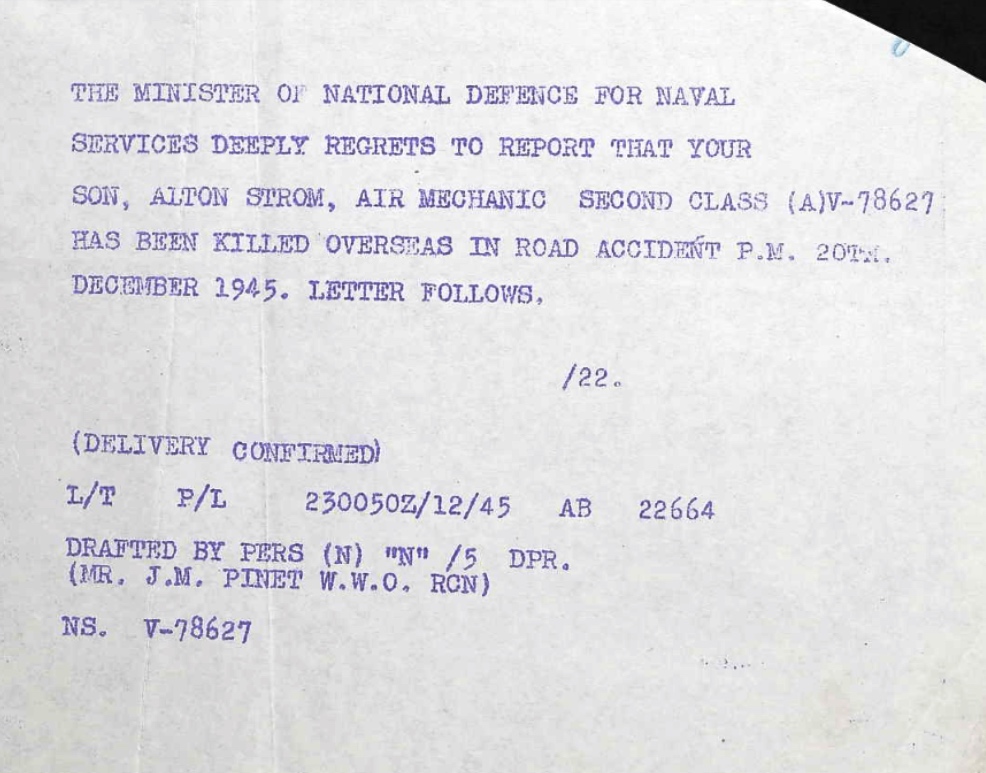 THE MINISTER OF NATIONAL DEFENCE FOR NAVAL
SERVICES DEEPLY REGRETS TO REPORT THAT YOUR
SON, ALTON STROM, AIR MECHANIC SECOND CLASS (A)V-78627
HAS BEEN KILLED OVERSEAS IN ROAD ACCIDENT P.M. 20TH.
DECEMBER 1945. LETTER FOLLOWS.
/22.
(DELIVERY CONFIRMED)
L/T P/L 230050Z/12/45 AB 22664
DRAFTED BY PERS (N) "N" /5 DPR.
(MR. J.M. PINET W.W.O. RCN)
NS. V-78627